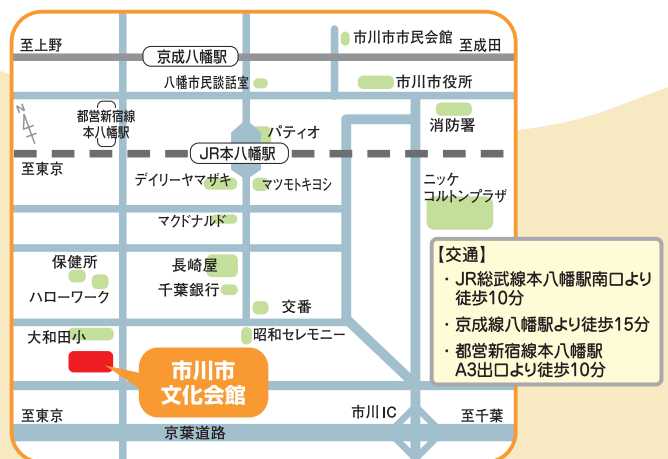 市川市市民会館
至上野
京成八幡駅
至成田
八幡市民談話室
市川市役所
N
都営新宿線
本八幡駅
消防署
パティオ
JR本八幡駅
至東京
デイリーヤマザキ
マツモトキヨシ
ニッケ
コルトンプラザ
マクドナルド
保健所
長崎屋
ハローワーク
千葉銀行
交番
大和田小
昭和セレモニー
市川市
文化会館
【交通】
・JR総武線本八幡駅南口より
徒歩10分
・京成線八幡駅より徒歩15分
・都営新宿線本八幡駅
A3出口より徒歩10分
至東京
市川IC
至千葉
京葉道路